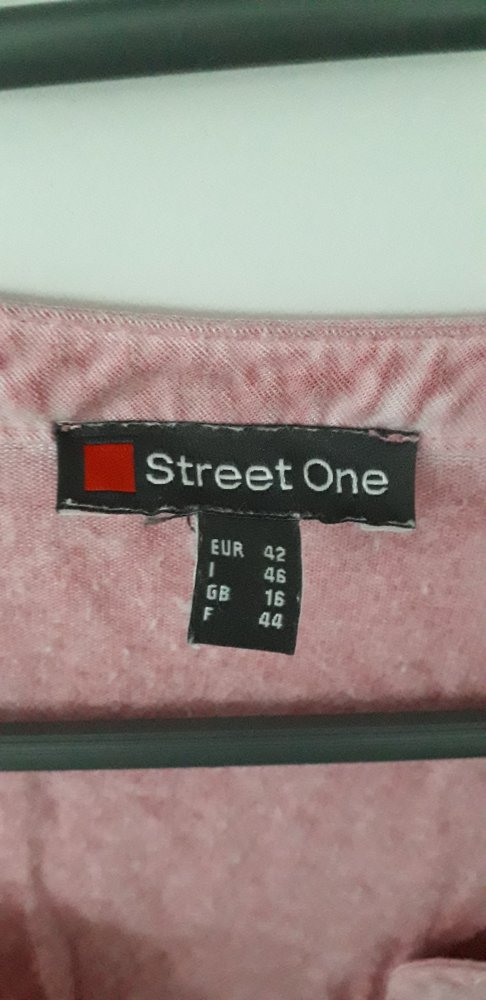 Street One
EUR 42
I 46
GB 16
F 44